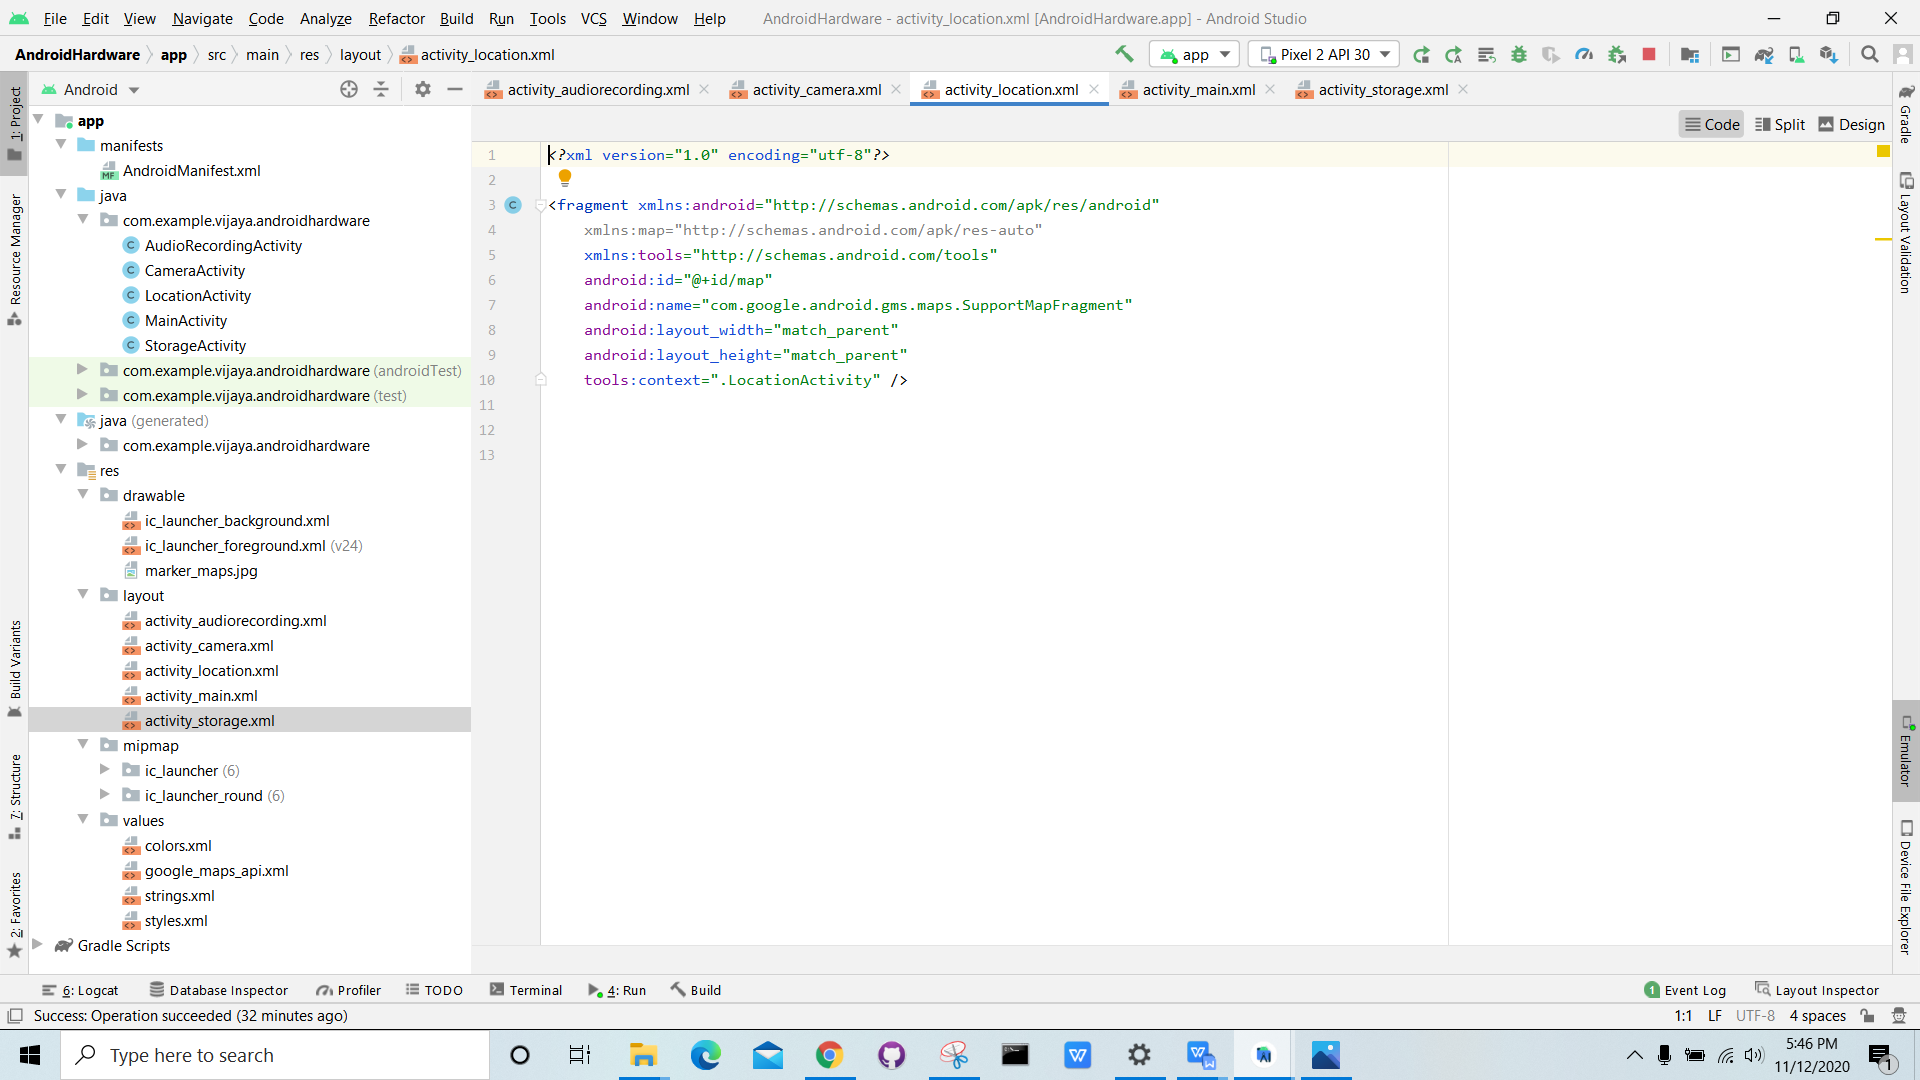 File Edit View Navigate Code Analyze Refactor Build Run Tools VCS Window Help AndroidHardware - activity_location.xml [AndroidHardware.app] - Android Studio
AndroidHardware app src main res layout activity_location.xml app Pixel 2 API 30
Android activity_audiorecording.xml activity_camera.xml activity_location.xml activity_main.xml activity_storage.xml
Code Split Design
1: Project
Resource Manager
Build Variants
7: Structure
2: Favorites
app
manifests
AndroidManifest.xml
java
com.example.vijaya.androidhardware
AudioRecordingActivity
CameraActivity
LocationActivity
MainActivity
StorageActivity
com.example.vijaya.androidhardware (androidTest)
com.example.vijaya.androidhardware (test)
java (generated)
com.example.vijaya.androidhardware
res
drawable
ic_launcher_background.xml
ic_launcher_foreground.xml (v24)
marker_maps.jpg
layout
activity_audiorecording.xml
activity_camera.xml
activity_location.xml
activity_main.xml
activity_storage.xml
mipmap
ic_launcher (6)
ic_launcher_round (6)
values
colors.xml
google_maps_api.xml
strings.xml
styles.xml
Gradle Scripts
1 <?xml version="1.0" encoding="utf-8"?>
2
3 <fragment xmlns:android="http://schemas.android.com/apk/res/android"
4 xmlns:map="http://schemas.android.com/apk/res-auto"
5 xmlns:tools="http://schemas.android.com/tools"
6 android:id="@+id/map"
7 android:name="com.google.android.gms.maps.SupportMapFragment"
8 android:layout_width="match_parent"
9 android:layout_height="match_parent"
10 tools:context=".LocationActivity" />
11
12
13
Gradle
Layout Validation
Emulator
Device File Explorer
6: Logcat Database Inspector Profiler TODO Terminal 4: Run Build 1 Event Log Layout Inspector
Success: Operation succeeded (32 minutes ago) 1:1 LF UTF-8 4 spaces
Type here to search 5:46 PM
11/12/2020 1